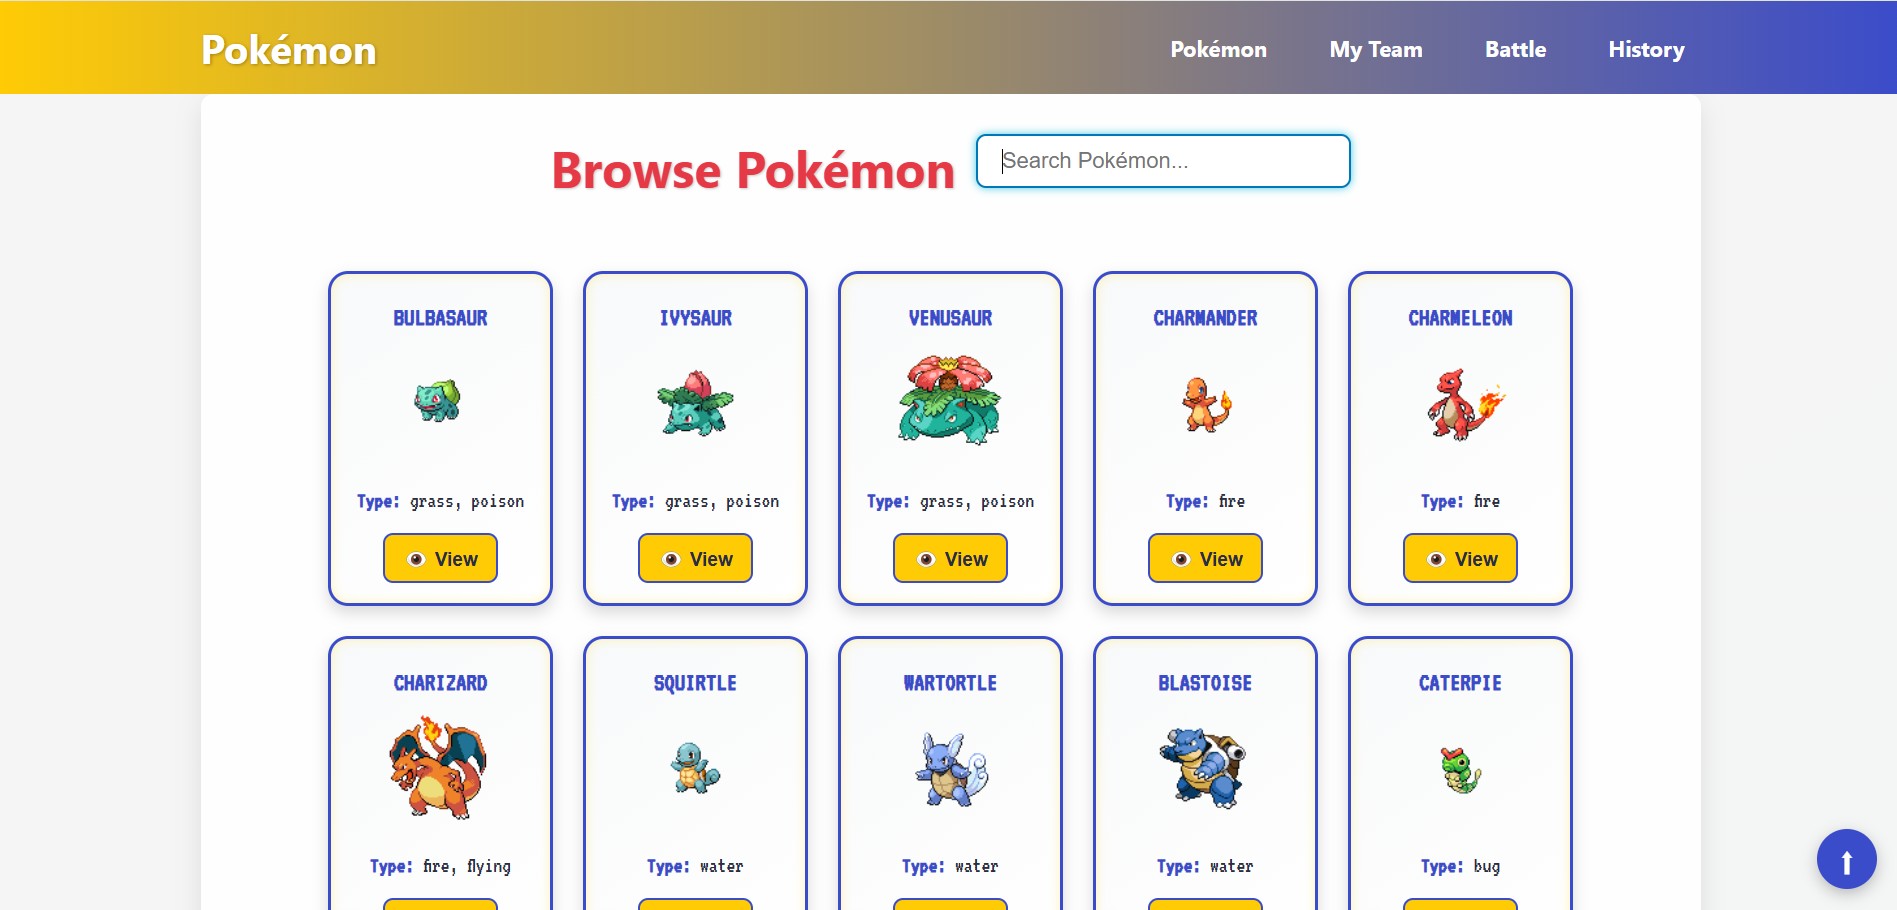 Pokémon
Pokémon My Team Battle History
Browse Pokémon
Search Pokémon...
BULBASAUR IVYSAUR VENUSAUR CHARMANDER CHARMELEON
Type: grass, poison Type: grass, poison Type: grass, poison Type: fire Type: fire
View View View View View
CHARIZARD SQUIRTLE WARTORTLE BLASTOISE CATERPIE
Type: fire, flying Type: water Type: water Type: water Type: bug